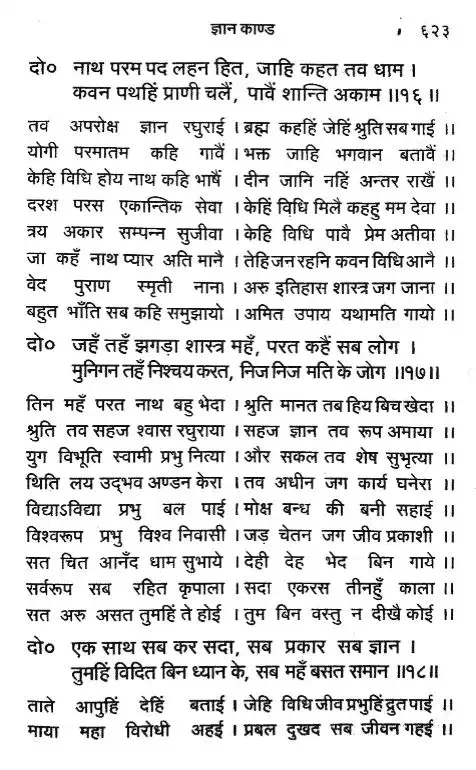 ज्ञान काण्ड ६२३
दो० नाथ परम पद लहन हित, जाहि कहत तव धाम ।
कवन पथहिं प्राणी चलैं, पावैं शान्ति अकाम ॥१६॥
तव अपरोक्ष ज्ञान रघुराई । ब्रह्म कहहिं जेहिं श्रुति सब गाई ॥
योगी परमातम कहि गावैं । भक्त जाहि भगवान बतावैं ॥
केहि विधि होय नाथ कहि भाषैं । दीन जानि नहिं अन्तर राखैं ॥
दरश परस एकान्तिक सेवा । केहिं विधि मिलै कहहु मम देवा ॥
त्रय अकार सम्पन्न सुजीवा । केहि विधि पावै प्रेम अतीवा ॥
जा कहँ नाथ प्यार अति मानै । तेहि जन रहनि कवन विधि आनै ॥
वेद पुराण स्मृती नाना । अरु इतिहास शास्त्र जग जाना ॥
बहुत भाँति सब कहि समुझायो । अमित उपाय यथामति गायो ॥
दो० जहँ तहँ झगड़ा शास्त्र महँ, परत कहैं सब लोग ।
मुनिगन तहँ निश्चय करत, निज निज मति के जोग ॥१७॥
तिन महँ परत नाथ बहु भेदा । श्रुति मानत तब हिय बिच खेदा ॥
श्रुति तव सहज श्वास रघुराया । सहज ज्ञान तव रूप अमाया ॥
युग विभूति स्वामी प्रभु नित्या । और सकल तव शेष सुभृत्या ॥
थिति लय उद्भव अण्डन केरा । तव अधीन जग कार्य घनेरा ॥
विद्याऽविद्या प्रभु बल पाई । मोक्ष बन्ध की बनी सहाई ॥
विश्वरूप प्रभु विश्व निवासी । जड़ चेतन जग जीव प्रकाशी ॥
सत चित आनँद धाम सुभाये । देही देह भेद बिन गाये ॥
सर्वरूप सब रहित कृपाला । सदा एकरस तीनहुँ काला ॥
सत अरु असत तुमहिं ते होई । तुम बिन वस्तु न दीखै कोई ॥
दो० एक साथ सब कर सदा, सब प्रकार सब ज्ञान ।
तुमहिं विदित बिन ध्यान के, सब महँ बसत समान ॥१८॥
ताते आपुहिं देहिं बताई । जेहि विधि जीव प्रभुहिं द्रुत पाई ॥
माया महा विरोधी अहई । प्रबल दुखद सब जीवन गहई ॥